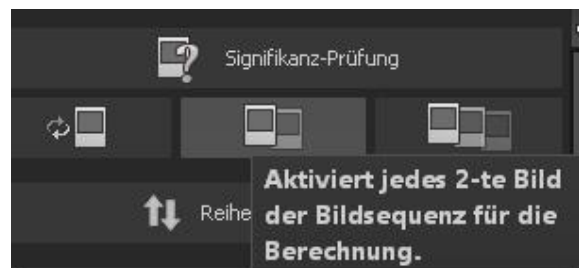 Signifikanz-Prüfung
Reihe
Aktiviert jedes 2-te Bild
der Bildsequenz für die
Berechnung.